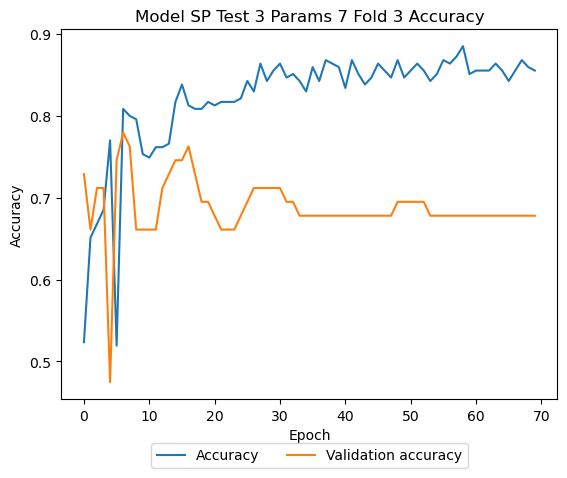 Model SP Test 3 Params 7 Fold 3 Accuracy
0.9
0.8
0.7
0.6
0.5
Accuracy
0 10 20 30 40 50 60 70
Epoch
Accuracy Validation accuracy